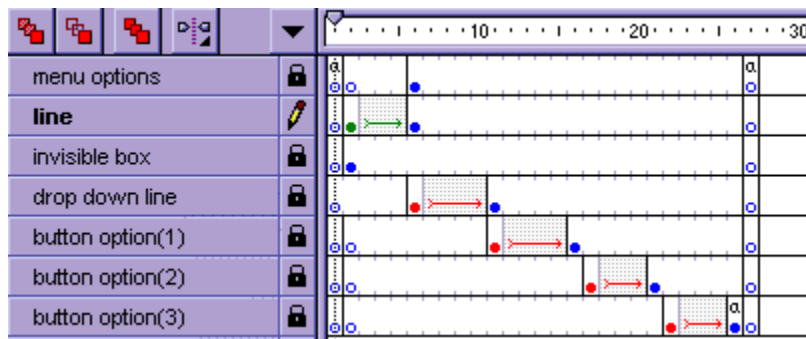 10 20 30
a a
menu options
line
invisible box
drop down line
button option(1)
button option(2)
button option(3) a